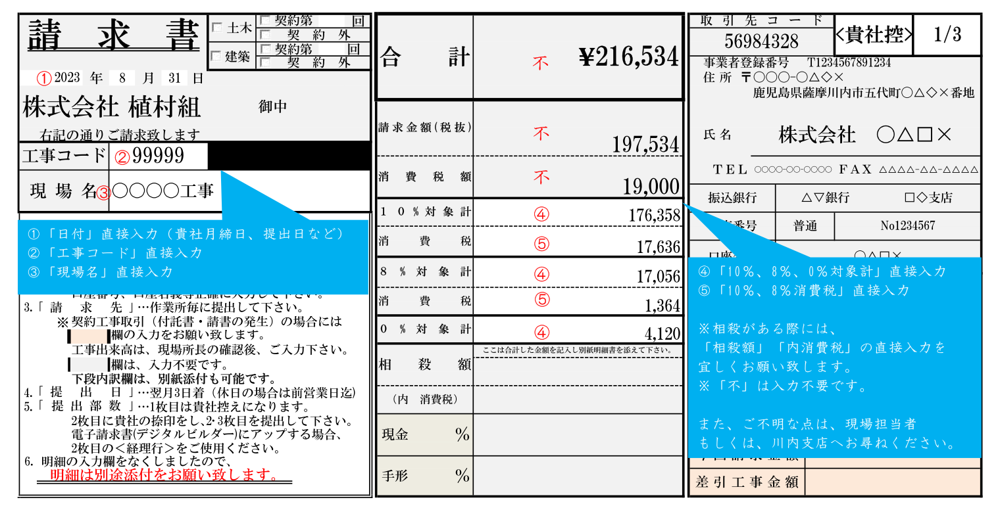 請求書
土木 契約第 回
契約外
建築 契約第 回
契約外
①2023 年 8 月 31 日
株式会社 植村組 御中
右記の通りご請求致します
工事コード ②99999
現場名③○○○○工事
①「日付」直接入力（貴社月締日、提出日など）
②「工事コード」直接入力
③「現場名」直接入力
3.「請求先」…作業所毎に提出して下さい。
※契約工事取引（付託書・請書の発生）の場合には
欄の入力をお願い致します。
工事出来高は、現場所長の確認後、ご入力下さい。
欄は、入力不要です。
下段内訳欄は、別紙添付も可能です。
4.「提出日」…翌月3日着（休日の場合は前営業日迄)
5.「提出部数」…1枚目は貴社控えになります。
2枚目に貴社の捺印をし、2･3枚目を提出して下さい。
電子請求書(デジタルビルダー)にアップする場合、
2枚目の＜経理行＞をご使用ください。
6. 明細の入力欄をなくしましたので、
明細は別途添付をお願い致します。
合計 不 ¥216,534
請求金額(税抜) 不 197,534
消費税額 不 19,000
10%対象計 ④ 176,358
消費税 ⑤ 17,636
8%対象計 ④ 17,056
消費税 ⑤ 1,364
0%対象計 ④ 4,120
ここは合計した金額を記入し別紙明細書を添えて下さい。
相殺額
（内 消費税）
現金 %
手形 %
取引先コード
56984328
<貴社控> 1/3
事業者登録番号 T1234567891234
住所 〒○○○-○△◇×
鹿児島県薩摩川内市五代町○△◇×番地
氏名 株式会社 ○△□×
TEL ○○○○-○○-○○○○ FAX △△△△-△△-△△△△
振込銀行 △▽銀行 □◇支店
番号 普通 No1234567
④「10%、8%、0%対象計」直接入力
⑤「10%、8%消費税」直接入力
※相殺がある際には、
「相殺額」「内消費税」の直接入力を
宜しくお願い致します。
※「不」は入力不要です。
また、ご不明な点は、現場担当者
もしくは、川内支店へお尋ねください。
差引工事金額